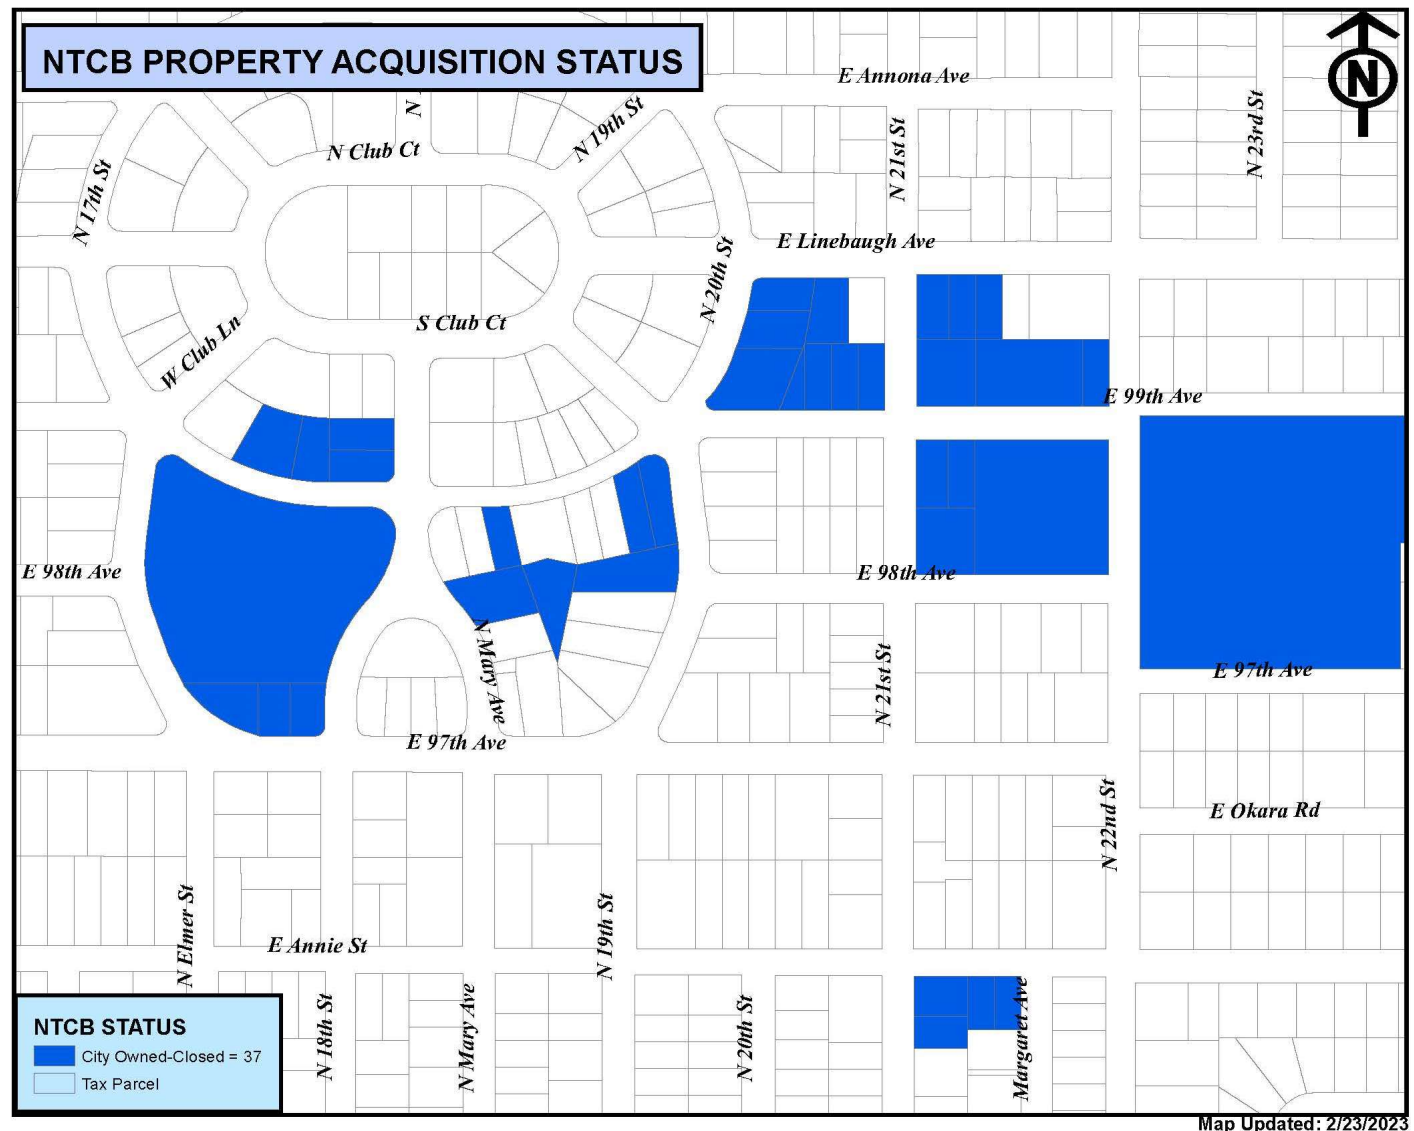 NTCB PROPERTY ACQUISITION STATUS
N
E Annona Ave
N
N 19th St
N 23rd St
N 21st St
N Club Ct
N 17th St
E Linebaugh Ave
N 20th St
S Club Ct
W Club Ln
E 99th Ave
E 98th Ave
E 98th Ave
N Mary Ave
N 21st St
E 97th Ave
E 97th Ave
N 22nd St
E Okara Rd
N Elmer St
E Annie St
N 19th St
N 18th St
N Mary Ave
N 20th St
Margaret Ave
NTCB STATUS
City Owned-Closed = 37
Tax Parcel
Map Updated: 2/23/2023